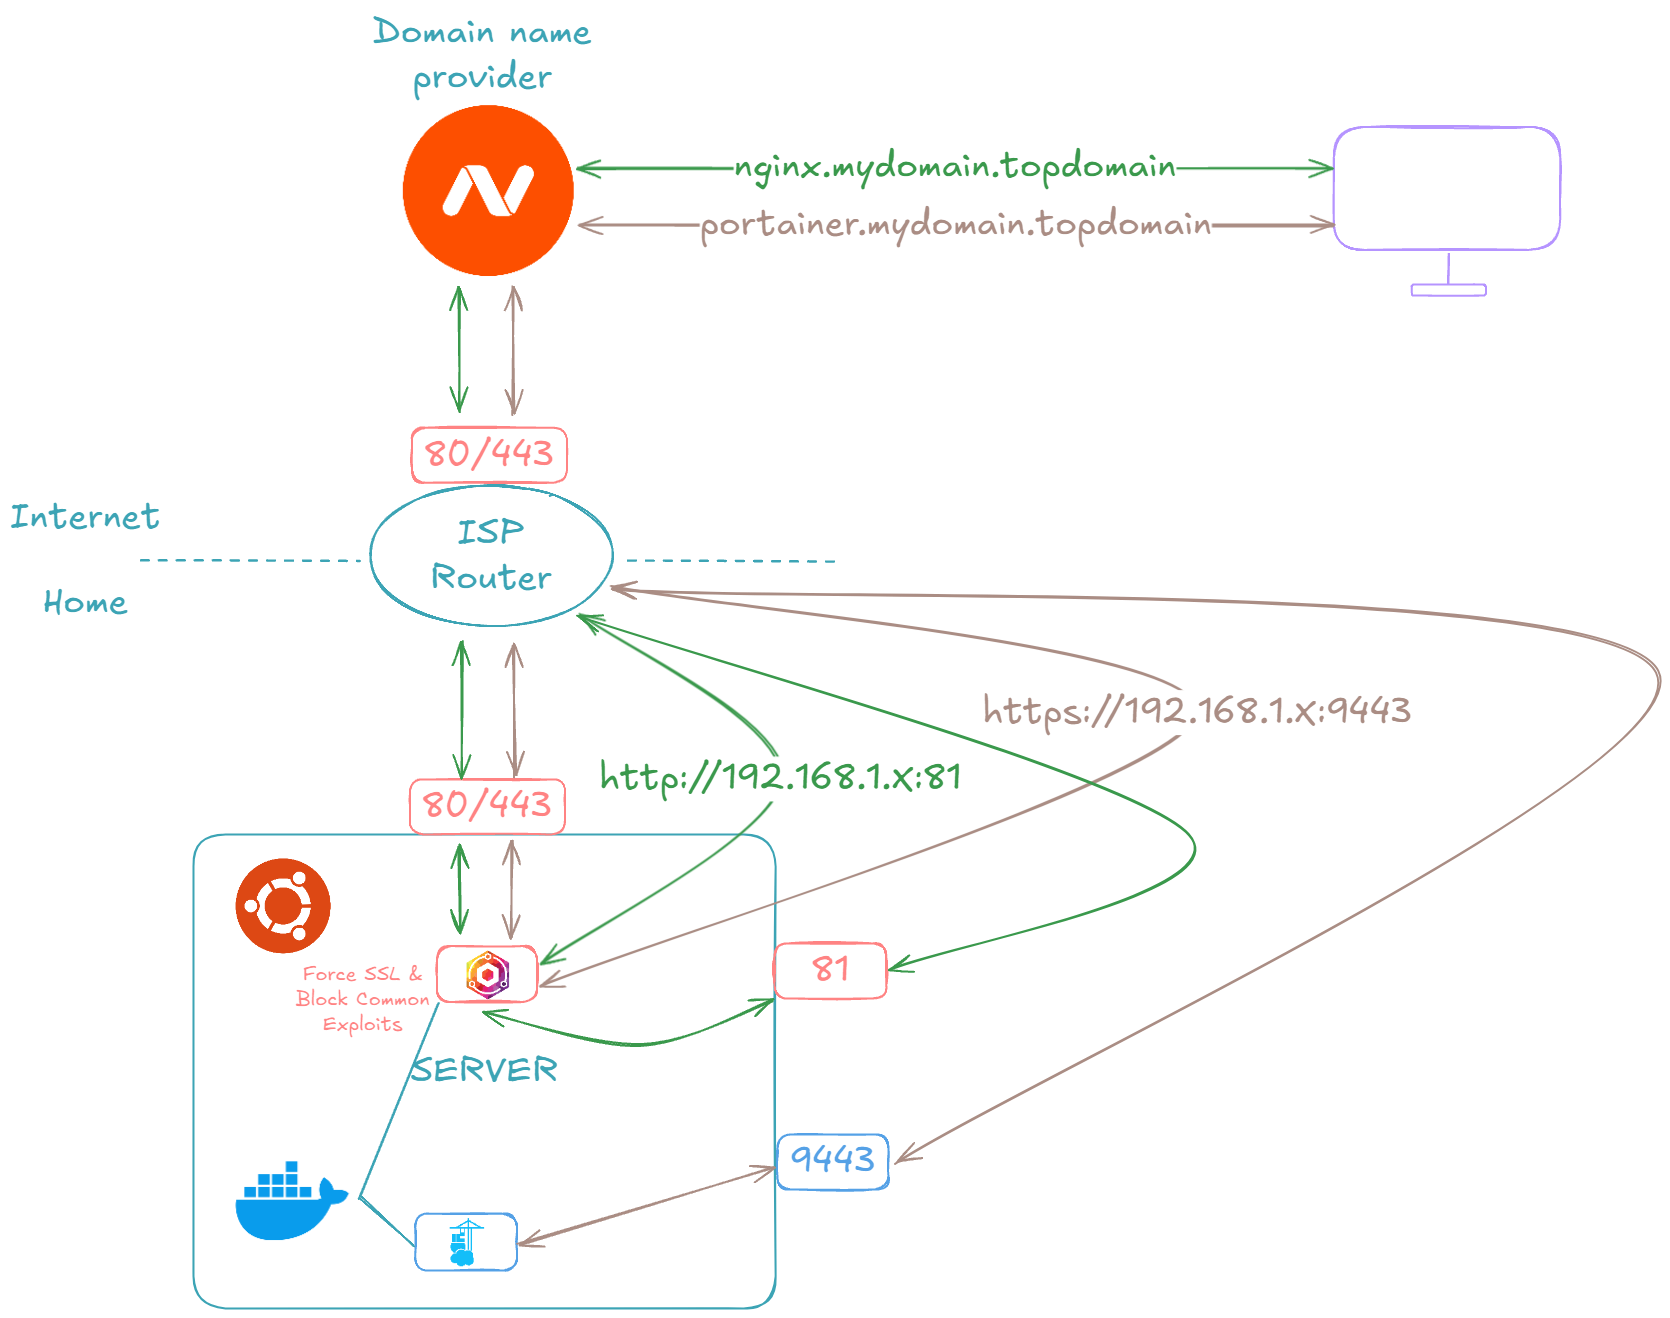 Domain name
provider
nginx.mydomain.topdomain
portainer.mydomain.topdomain
80/443
Internet
ISP
Router
Home
https://192.168.1.x:9443
http://192.168.1.x:81
80/443
Force SSL &
Block Common
Exploits
81
SERVER
9443